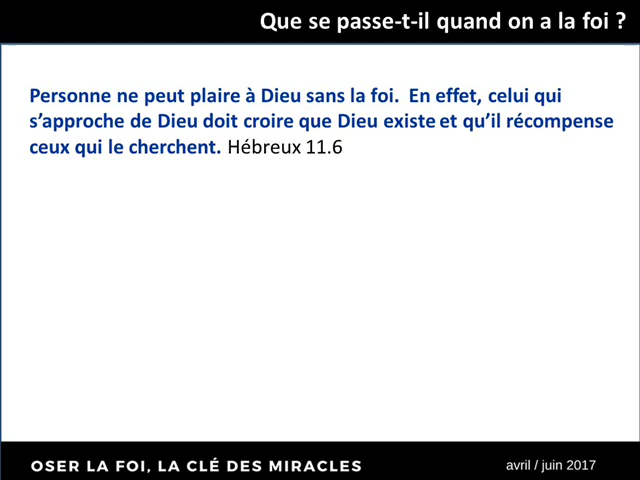 Que se passe-t-il quand on a la foi ?
Personne ne peut plaire à Dieu sans la foi.  En effet, celui qui
s’approche de Dieu doit croire que Dieu existe et qu’il récompense
ceux qui le cherchent. Hébreux 11.6
OSER LA FOI, LA CLÉ DES MIRACLES
avril / juin 2017